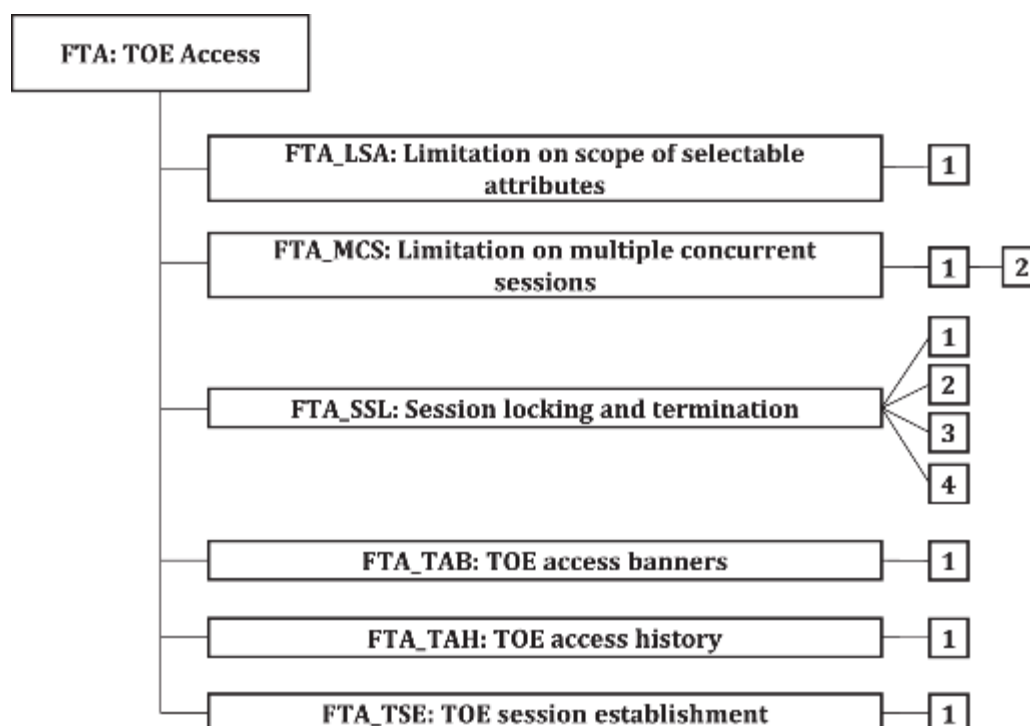 FTA: TOE Access
FTA_LSA: Limitation on scope of selectable
attributes
1
FTA_MCS: Limitation on multiple concurrent
sessions
1
2
FTA_SSL: Session locking and termination
1
2
3
4
FTA_TAB: TOE access banners
1
FTA_TAH: TOE access history
1
FTA_TSE: TOE session establishment
1